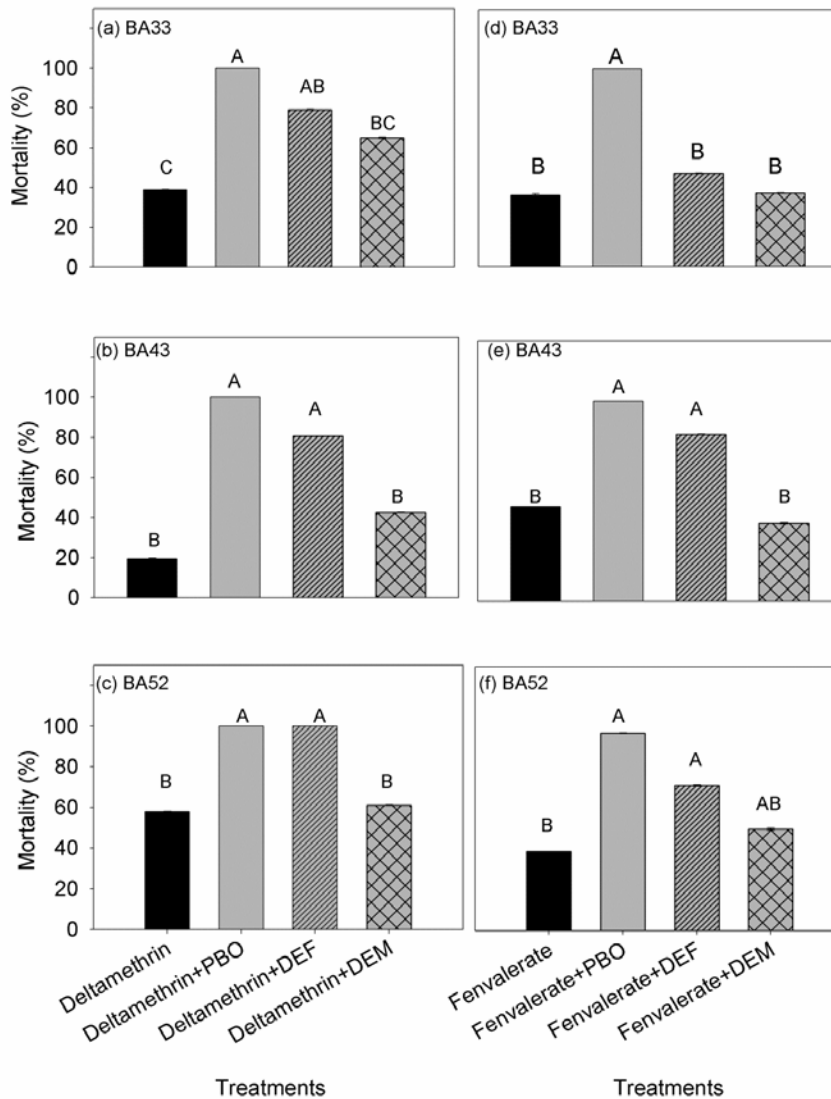 (a) BA33
A
AB
BC
C
100
80
60
40
20
0
Mortality (%)
(d) BA33
A
B
B
B
(b) BA43
A
A
B
B
100
80
60
40
20
0
Mortality (%)
(e) BA43
A
A
B
B
(c) BA52
A
A
B
B
100
80
60
40
20
0
Mortality (%)
Deltamethrin
Deltamethrin+PBO
Deltamethrin+DEF
Deltamethrin+DEM
Treatments
(f) BA52
A
A
AB
B
Fenvalerate
Fenvalerate+PBO
Fenvalerate+DEF
Fenvalerate+DEM
Treatments